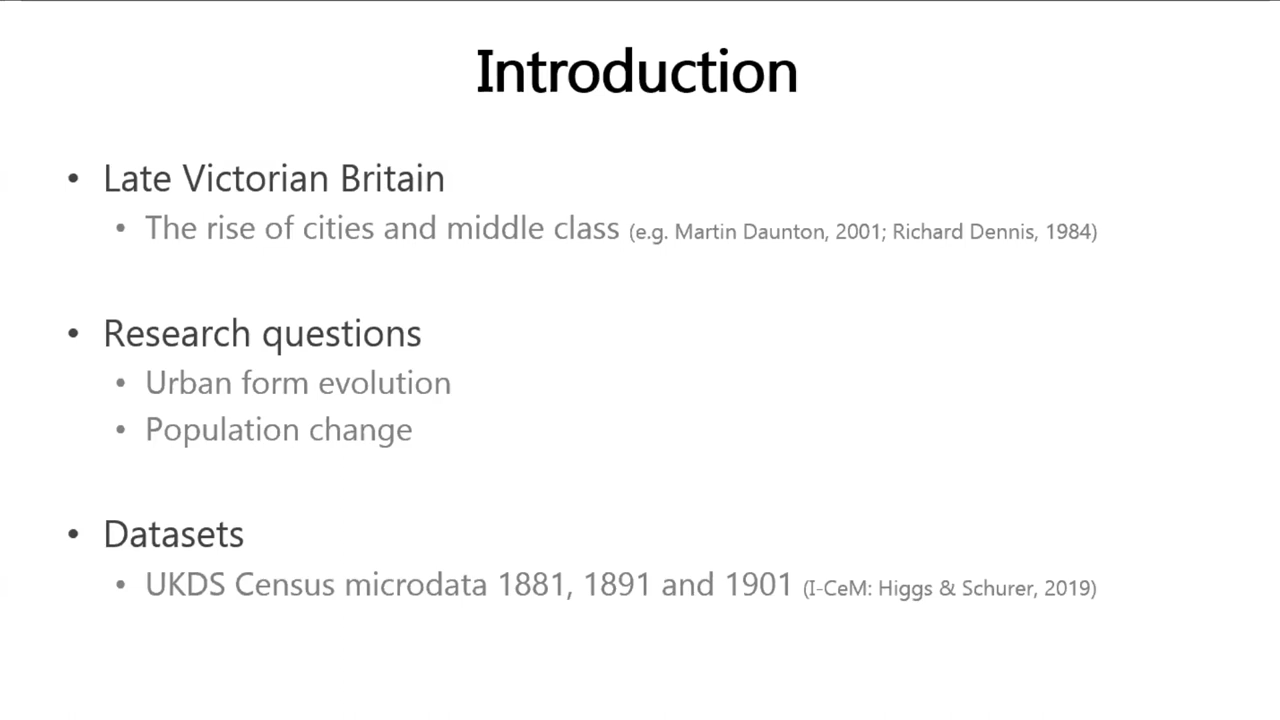 Introduction
• Late Victorian Britain
• The rise of cities and middle class (e.g. Martin Daunton, 2001; Richard Dennis, 1984)
• Research questions
• Urban form evolution
• Population change
• Datasets
• UKDS Census microdata 1881, 1891 and 1901 (I-CeM: Higgs & Schurer, 2019)